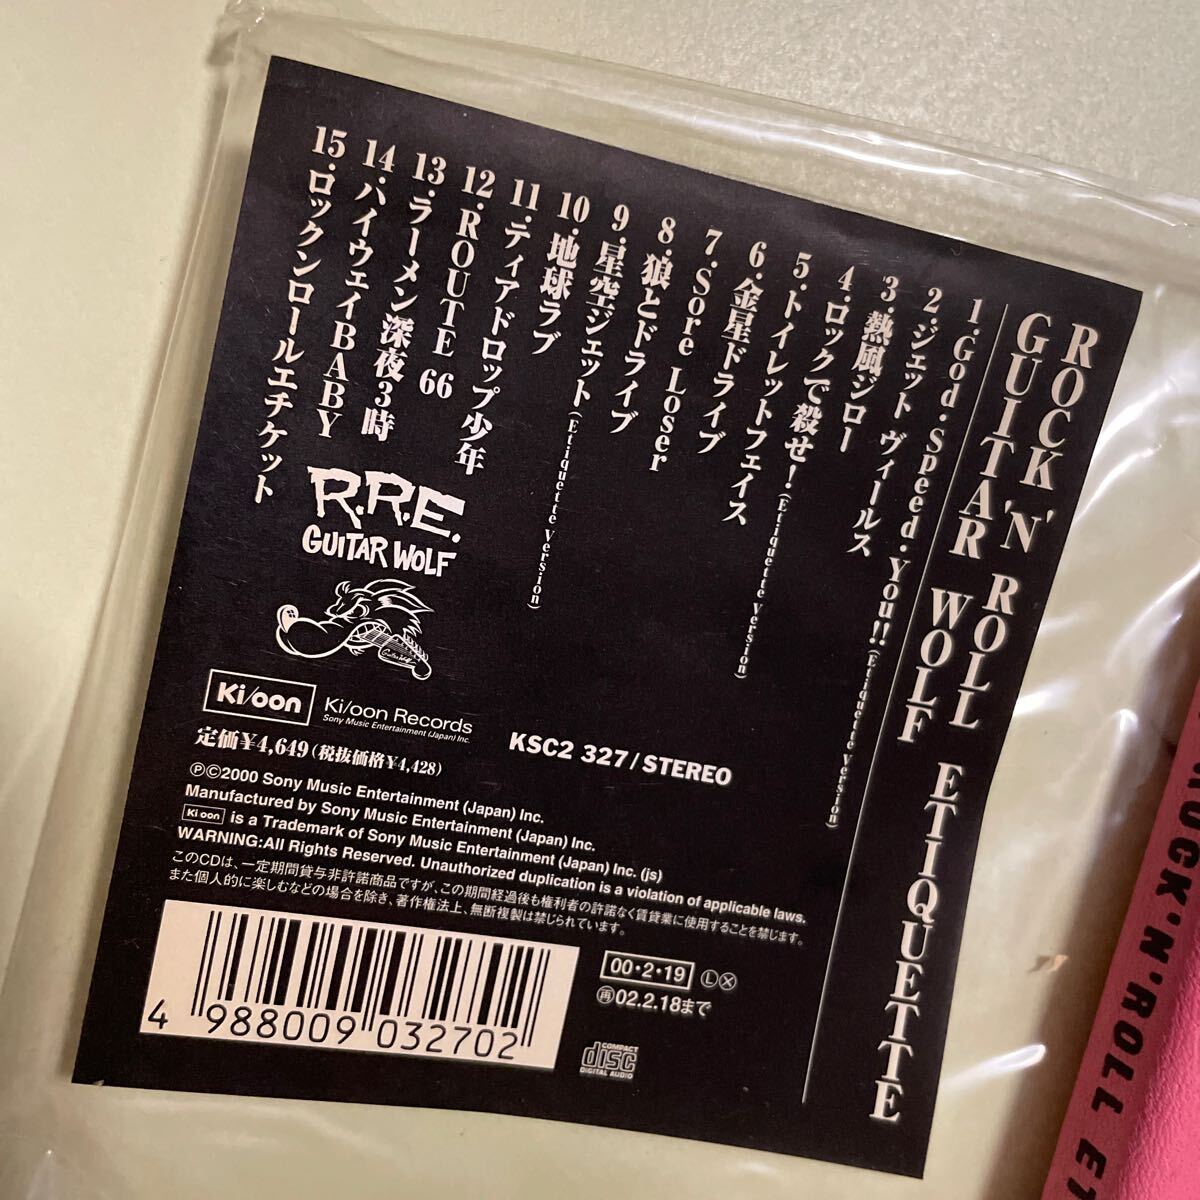 ROCK 'N' ROLL ETIQUETTE
GUITAR WOLF
1.God・Speed・You!!(Etiquette version)
2.ジェット ヴィールス
3.熱風ジロー
4.ロックで殺せ!(Etiquette version)
5.トイレットフェイス
6.金星ドライブ
7.Sore Loser
8.狼とドライブ
9.星空ジェット(Etiquette version)
10.地球ラブ
11.ティアドロップ少年
12.ROUTE 66
13.ラーメン深夜3時
14.ハイウェイBABY
15.ロックンロールエチケット
R.R.E.
GUITAR WOLF
Guitar Wolf
Ki/oon
Ki/oon Records
Sony Music Entertainment (Japan) Inc.
KSC2 327/STEREO
定価¥4,649(税抜価格¥4,428)
ⓅⒸ2000 Sony Music Entertainment (Japan) Inc.
Manufactured by Sony Music Entertainment (Japan) Inc.
Ki/oon is a Trademark of Sony Music Entertainment (Japan) Inc. (js)
WARNING:All Rights Reserved. Unauthorized duplication is a violation of applicable laws.
このCDは、一定期間貸与非許諾商品ですが、この期間経過後も権利者の許諾なく賃貸業に使用することを禁じます。
また個人的に楽しむなどの場合を除き、著作権法上、無断複製は禁じられています。
00・2・19 Ⓛ Ⓧ
㊢02.2.18まで
4 988009 032702
COMPACT
disc
DIGITAL AUDIO
ROCK'N'ROLL ET